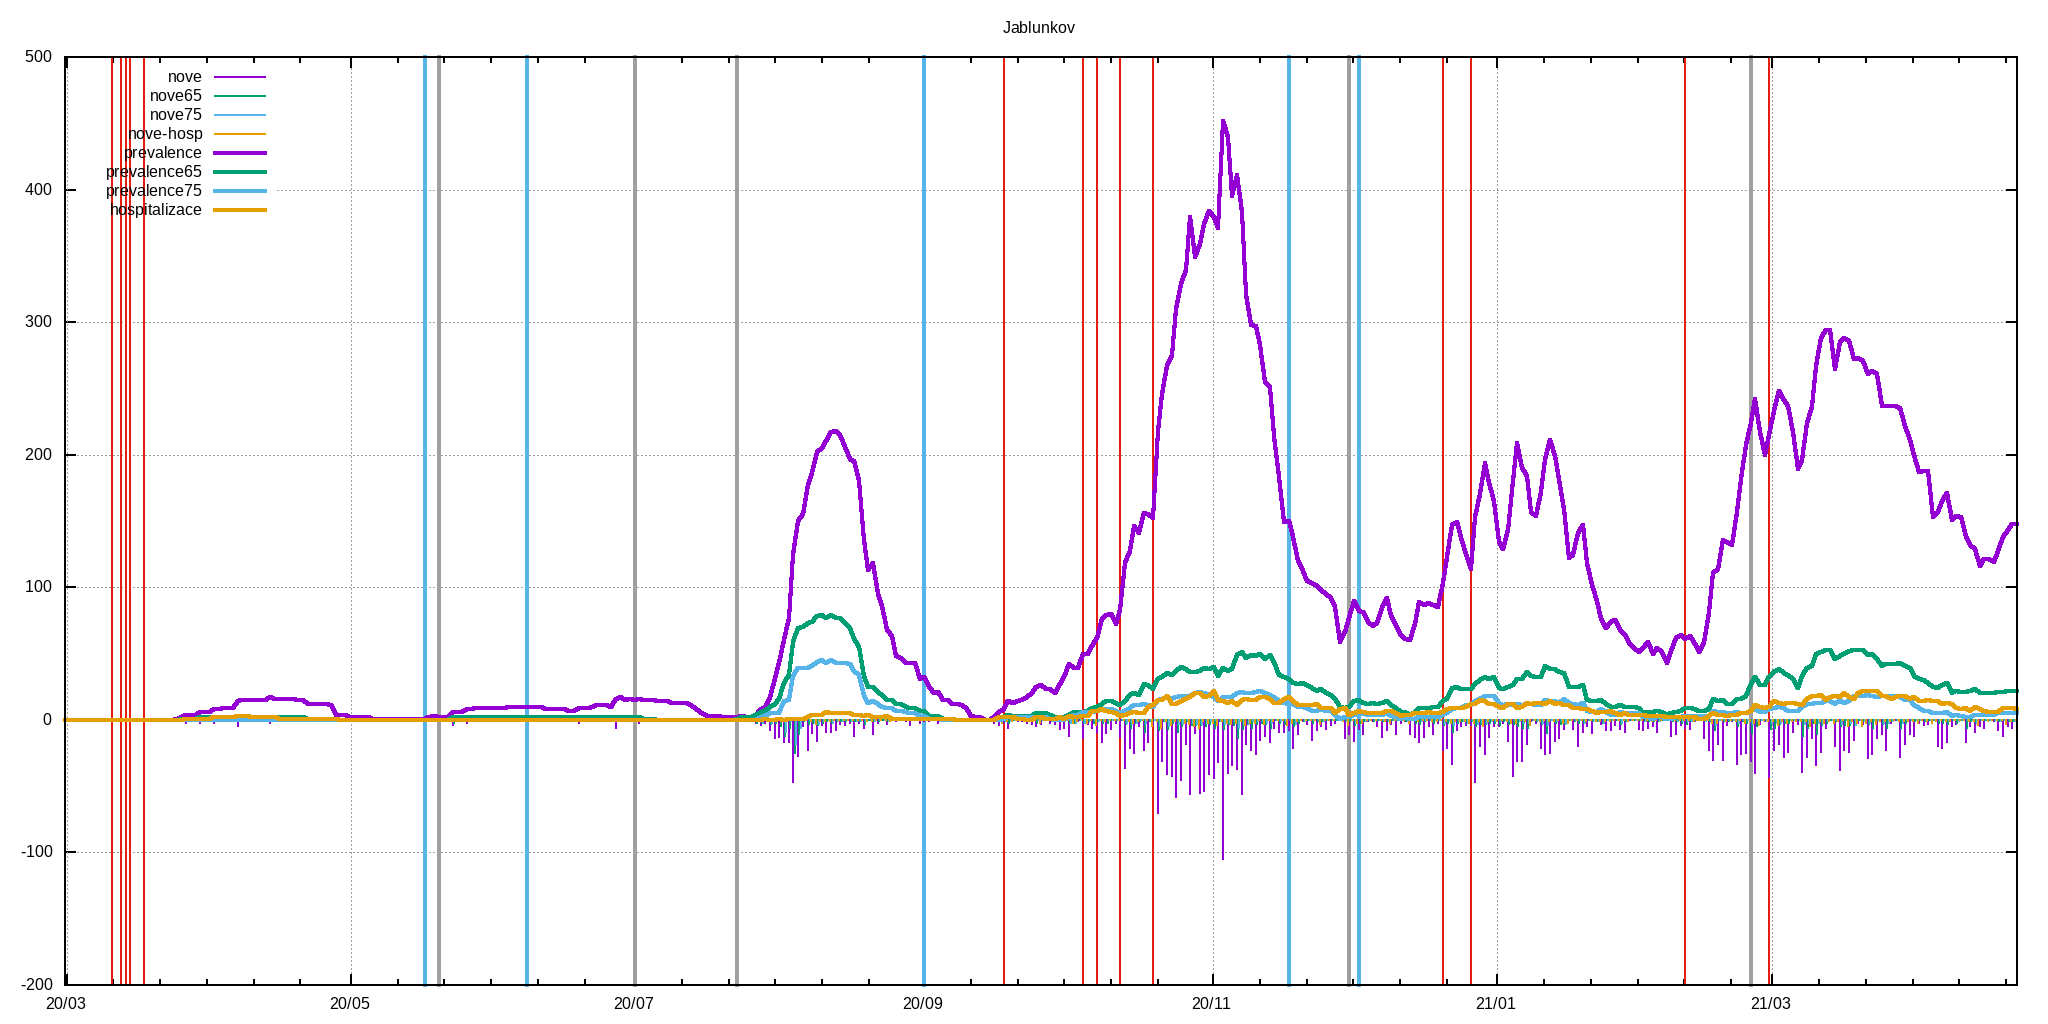 Jablunkov
500
400
300
200
100
0
-100
-200
nove
nove65
nove75
nove-hosp
prevalence
prevalence65
prevalence75
hospitalizace
20/03 20/05 20/07 20/09 20/11 21/01 21/03